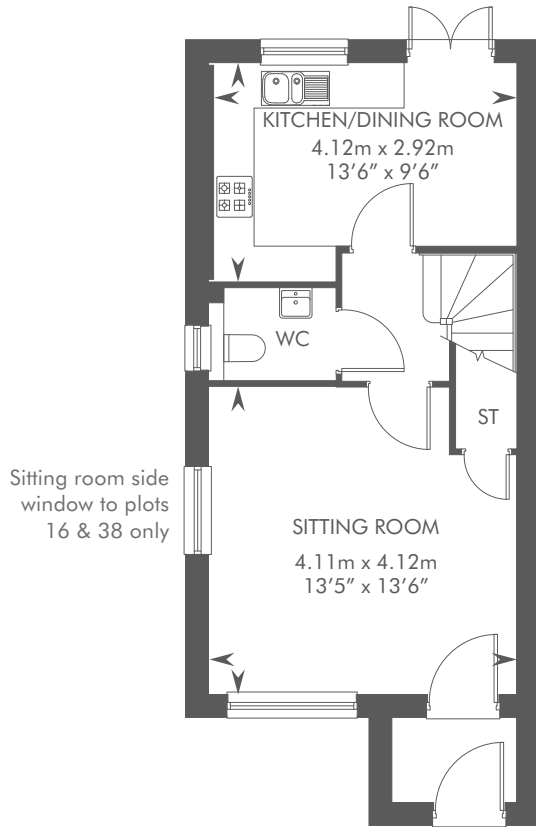 KITCHEN/DINING ROOM
4.12m x 2.92m
13’6” x 9’6”
WC
ST
Sitting room side
window to plots
16 & 38 only
SITTING ROOM
4.11m x 4.12m
13’5” x 13’6”